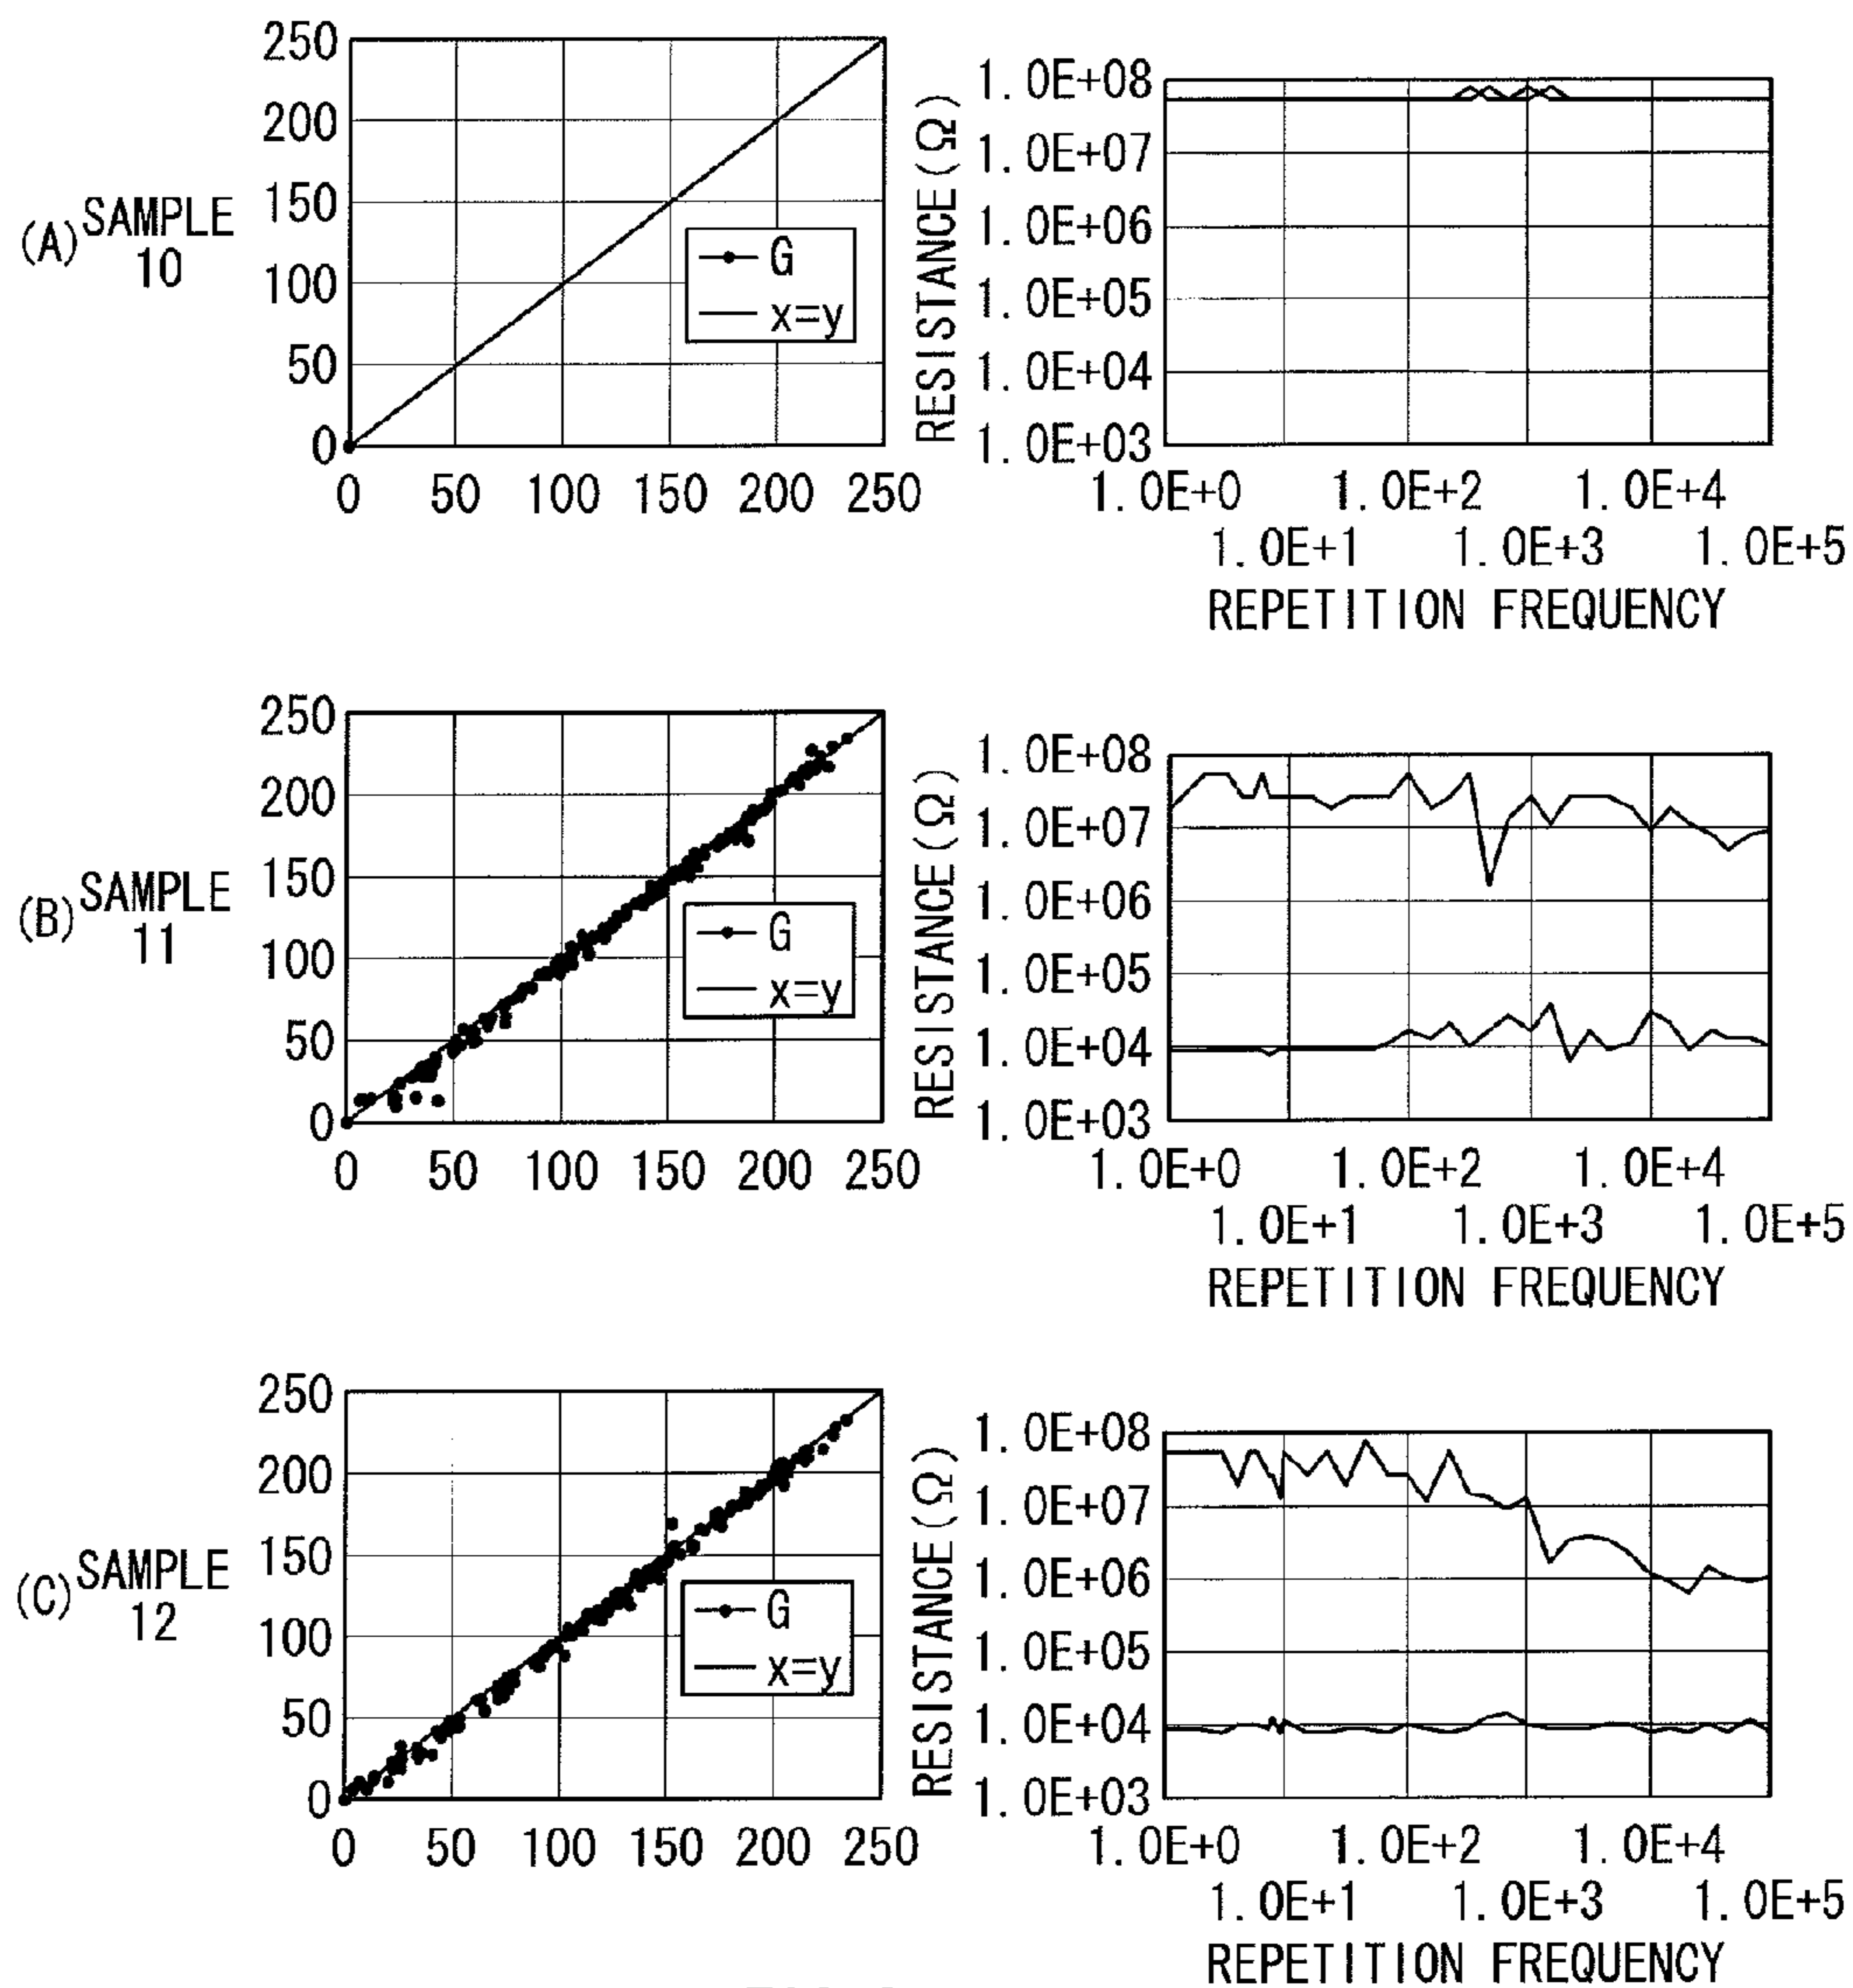 (A) SAMPLE 10
250
200
150
100
50
0
0 50 100 150 200 250
G
x=y
RESISTANCE(Ω)
1.0E+08
1.0E+07
1.0E+06
1.0E+05
1.0E+04
1.0E+03
1.0E+0 1.0E+2 1.0E+4
1.0E+1 1.0E+3 1.0E+5
REPETITION FREQUENCY
(B) SAMPLE 11
250
200
150
100
50
0
0 50 100 150 200 250
G
x=y
RESISTANCE(Ω)
1.0E+08
1.0E+07
1.0E+06
1.0E+05
1.0E+04
1.0E+03
1.0E+0 1.0E+2 1.0E+4
1.0E+1 1.0E+3 1.0E+5
REPETITION FREQUENCY
(C) SAMPLE 12
250
200
150
100
50
0
0 50 100 150 200 250
G
x=y
RESISTANCE(Ω)
1.0E+08
1.0E+07
1.0E+06
1.0E+05
1.0E+04
1.0E+03
1.0E+0 1.0E+2 1.0E+4
1.0E+1 1.0E+3 1.0E+5
REPETITION FREQUENCY